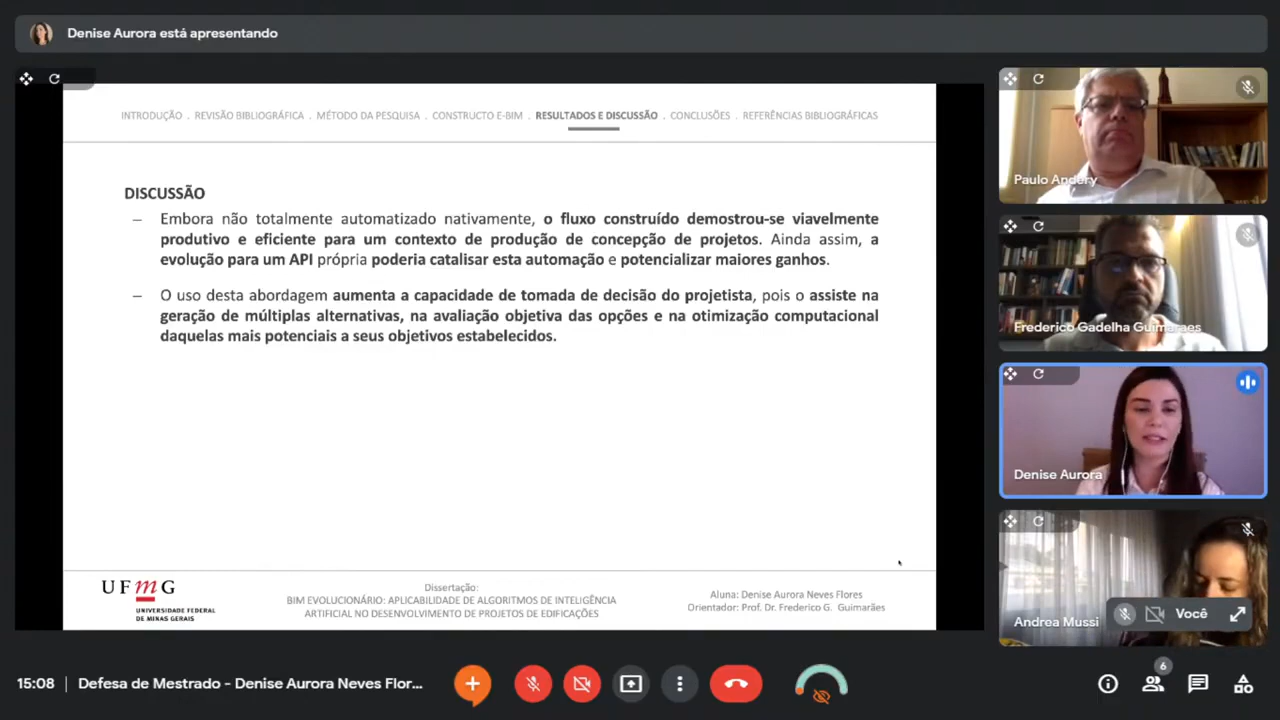 Denise Aurora está apresentando
INTRODUÇÃO . REVISÃO BIBLIOGRÁFICA . MÉTODO DA PESQUISA . CONSTRUCTO E-BIM . RESULTADOS E DISCUSSÃO . CONCLUSÕES . REFERÊNCIAS BIBLIOGRÁFICAS
DISCUSSÃO
– Embora não totalmente automatizado nativamente, o fluxo construído demostrou-se viavelmente
produtivo e eficiente para um contexto de produção de concepção de projetos. Ainda assim, a
evolução para um API própria poderia catalisar esta automação e potencializar maiores ganhos.
– O uso desta abordagem aumenta a capacidade de tomada de decisão do projetista, pois o assiste na
geração de múltiplas alternativas, na avaliação objetiva das opções e na otimização computacional
daquelas mais potenciais a seus objetivos estabelecidos.
UFmG
UNIVERSIDADE FEDERAL
DE MINAS GERAIS
Dissertação:
BIM EVOLUCIONÁRIO: APLICABILIDADE DE ALGORITMOS DE INTELIGÊNCIA
ARTIFICIAL NO DESENVOLVIMENTO DE PROJETOS DE EDIFICAÇÕES
Aluna: Denise Aurora Neves Flores
Orientador: Prof. Dr. Frederico G. Guimarães
Paulo Andery
Frederico Gadelha Guimaraes
Denise Aurora
Andrea Mussi
Você
15:08 | Defesa de Mestrado - Denise Aurora Neves Flor...
6